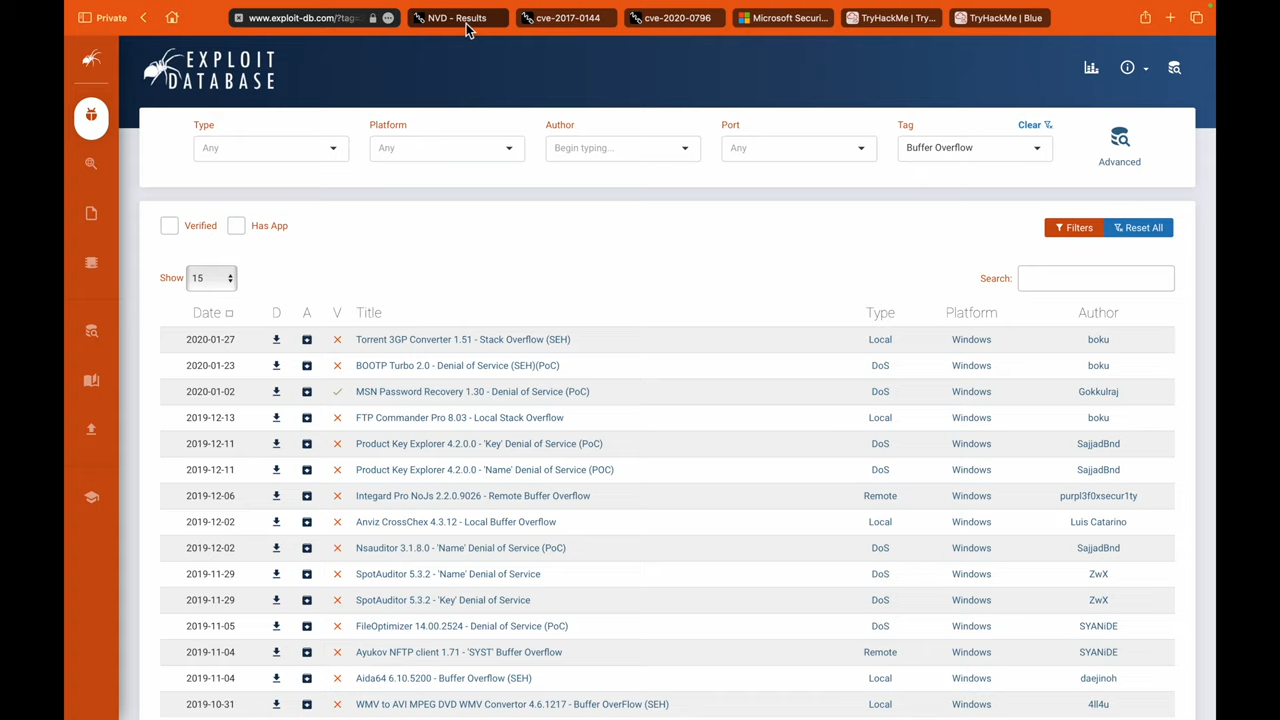 Private www.exploit-db.com/?tag= NVD - Results cve-2017-0144 cve-2020-0796 Microsoft Securi... TryHackMe | Try... TryHackMe | Blue
EXPLOIT
DATABASE
Type Platform Author Port Tag Clear
Any Any Begin typing... Any Buffer Overflow
Advanced
Verified Has App Filters Reset All
Show 15 Search:
Date D A V Title Type Platform Author
2020-01-27 Torrent 3GP Converter 1.51 - Stack Overflow (SEH) Local Windows boku
2020-01-23 BOOTP Turbo 2.0 - Denial of Service (SEH)(PoC) DoS Windows boku
2020-01-02 MSN Password Recovery 1.30 - Denial of Service (PoC) DoS Windows Gokkulraj
2019-12-13 FTP Commander Pro 8.03 - Local Stack Overflow Local Windows boku
2019-12-11 Product Key Explorer 4.2.0.0 - 'Key' Denial of Service (PoC) DoS Windows SajjadBnd
2019-12-11 Product Key Explorer 4.2.0.0 - 'Name' Denial of Service (POC) DoS Windows SajjadBnd
2019-12-06 Integard Pro NoJs 2.2.0.9026 - Remote Buffer Overflow Remote Windows purpl3f0xsecur1ty
2019-12-02 Anviz CrossChex 4.3.12 - Local Buffer Overflow Local Windows Luis Catarino
2019-12-02 Nsauditor 3.1.8.0 - 'Name' Denial of Service (PoC) DoS Windows SajjadBnd
2019-11-29 SpotAuditor 5.3.2 - 'Name' Denial of Service DoS Windows ZwX
2019-11-29 SpotAuditor 5.3.2 - 'Key' Denial of Service DoS Windows ZwX
2019-11-05 FileOptimizer 14.00.2524 - Denial of Service (PoC) DoS Windows SYANiDE
2019-11-04 Ayukov NFTP client 1.71 - 'SYST' Buffer Overflow Remote Windows SYANiDE
2019-11-04 Aida64 6.10.5200 - Buffer Overflow (SEH) Local Windows daejinoh
2019-10-31 WMV to AVI MPEG DVD WMV Convertor 4.6.1217 - Buffer OverFlow (SEH) Local Windows 4ll4u